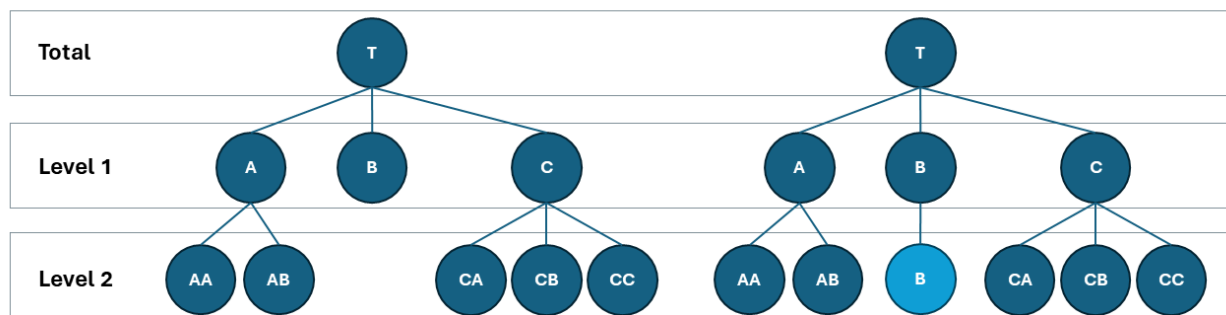 Total T T
Level 1 A B C A B C
Level 2 AA AB CA CB CC AA AB B CA CB CC